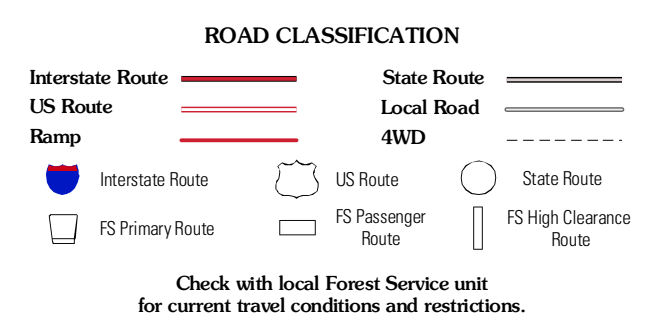 ROAD CLASSIFICATION
Interstate Route
State Route
US Route
Local Road
Ramp
4WD
Interstate Route
US Route
State Route
FS Primary Route
FS Passenger
Route
FS High Clearance
Route
Check with local Forest Service unit
for current travel conditions and restrictions.